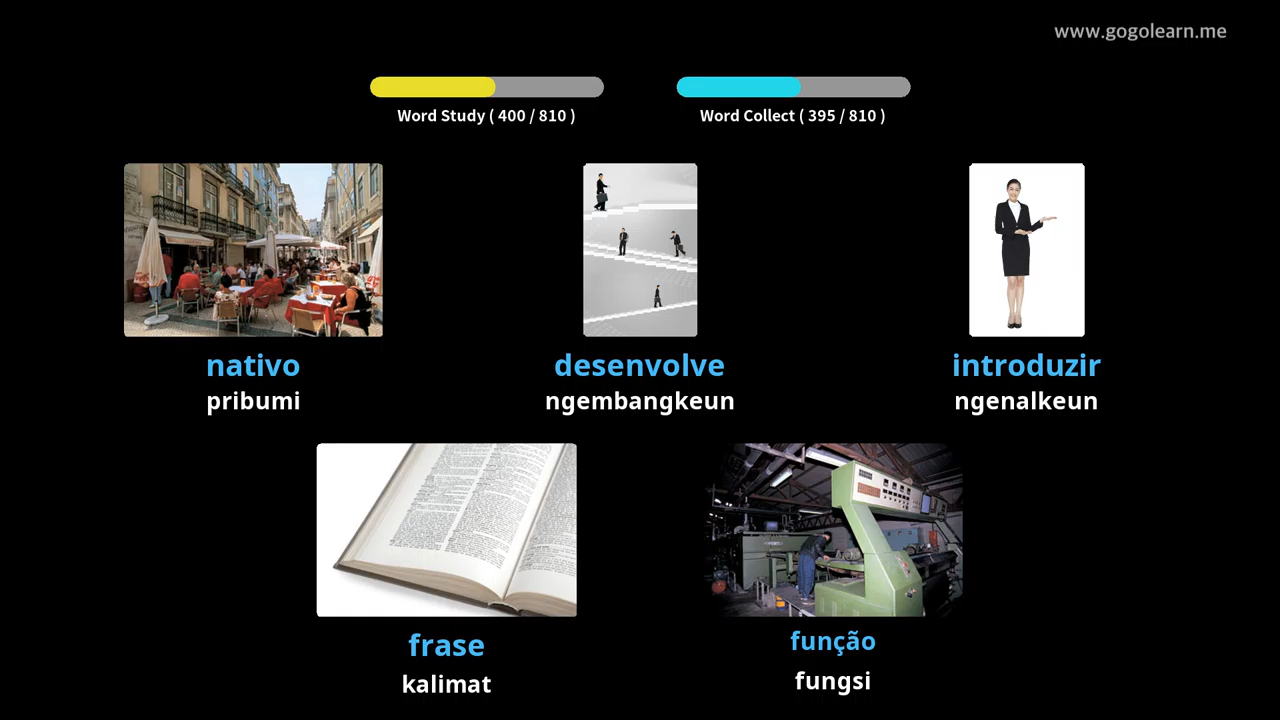 www.gogolearn.me
Word Study ( 400 / 810 )
Word Collect ( 395 / 810 )
nativo
pribumi
desenvolve
ngembangkeun
introduzir
ngenalkeun
frase
kalimat
função
fungsi